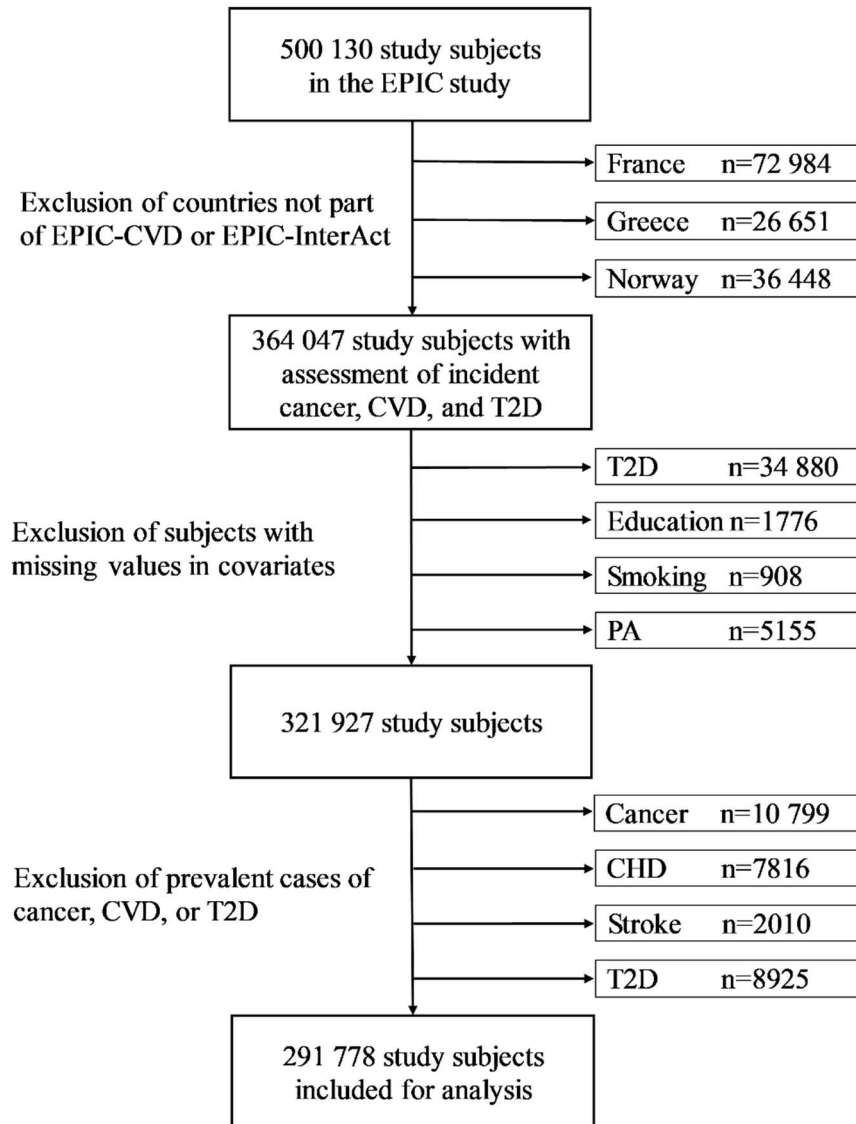 500 130 study subjects
in the EPIC study
France n=72 984
Exclusion of countries not part
of EPIC-CVD or EPIC-InterAct
Greece n=26 651
Norway n=36 448
364 047 study subjects with
assessment of incident
cancer, CVD, and T2D
T2D n=34 880
Exclusion of subjects with
missing values in covariates
Education n=1776
Smoking n=908
PA n=5155
321 927 study subjects
Cancer n=10 799
Exclusion of prevalent cases of
cancer, CVD, or T2D
CHD n=7816
Stroke n=2010
T2D n=8925
291 778 study subjects
included for analysis